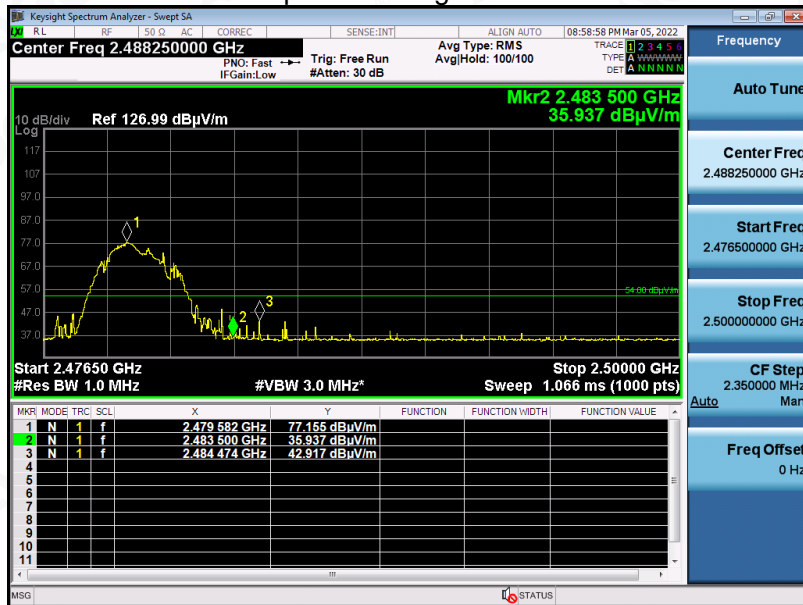 Keysight Spectrum Analyzer - Swept SA
RL RF 50 Ω AC CORREC SENSE:INT ALIGN AUTO 08:58:58 PM Mar 05, 2022
Center Freq 2.488250000 GHz
PNO: Fast
IFGain:Low
Trig: Free Run
#Atten: 30 dB
Avg Type: RMS
Avg|Hold: 100/100
TRACE 1 2 3 4 5 6
TYPE A WWWWW
DET A N N N N N
Mkr2 2.483 500 GHz
35.937 dBµV/m
10 dB/div Ref 126.99 dBµV/m
Log
117
107
97.0
87.0
77.0
67.0
57.0
47.0
37.0
1
2
3
54.00 dBµV/m
Start 2.47650 GHz Stop 2.50000 GHz
#Res BW 1.0 MHz #VBW 3.0 MHz* Sweep 1.066 ms (1000 pts)
MKR MODE TRC SCL X Y FUNCTION FUNCTION WIDTH FUNCTION VALUE
1 N 1 f 2.479 582 GHz 77.155 dBµV/m
2 N 1 f 2.483 500 GHz 35.937 dBµV/m
3 N 1 f 2.484 474 GHz 42.917 dBµV/m
4
5
6
7
8
9
10
11
MSG STATUS
Frequency
Auto Tune
Center Freq
2.488250000 GHz
Start Freq
2.476500000 GHz
Stop Freq
2.500000000 GHz
CF Step
2.350000 MHz
Auto Man
Freq Offset
0 Hz